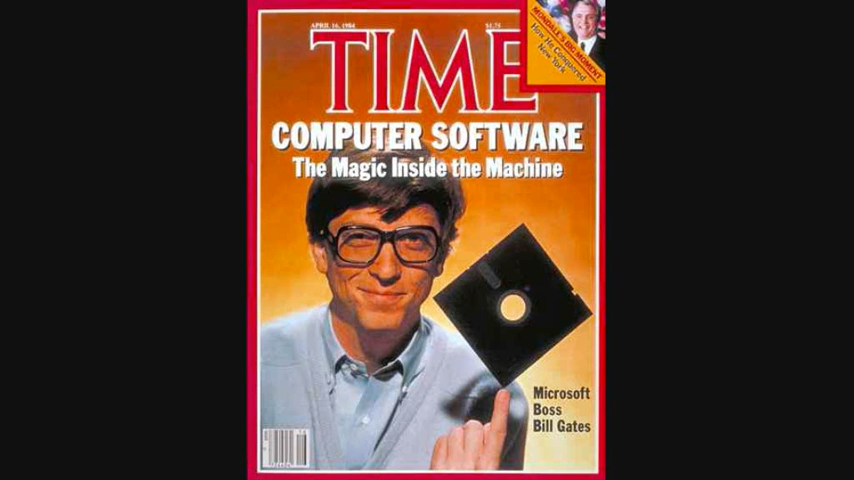 APRIL 16, 1984
$1.75
TIME
MONDALE'S BIG MOMENT
How He Conquered
New York
COMPUTER SOFTWARE
The Magic Inside the Machine
Microsoft
Boss
Bill Gates